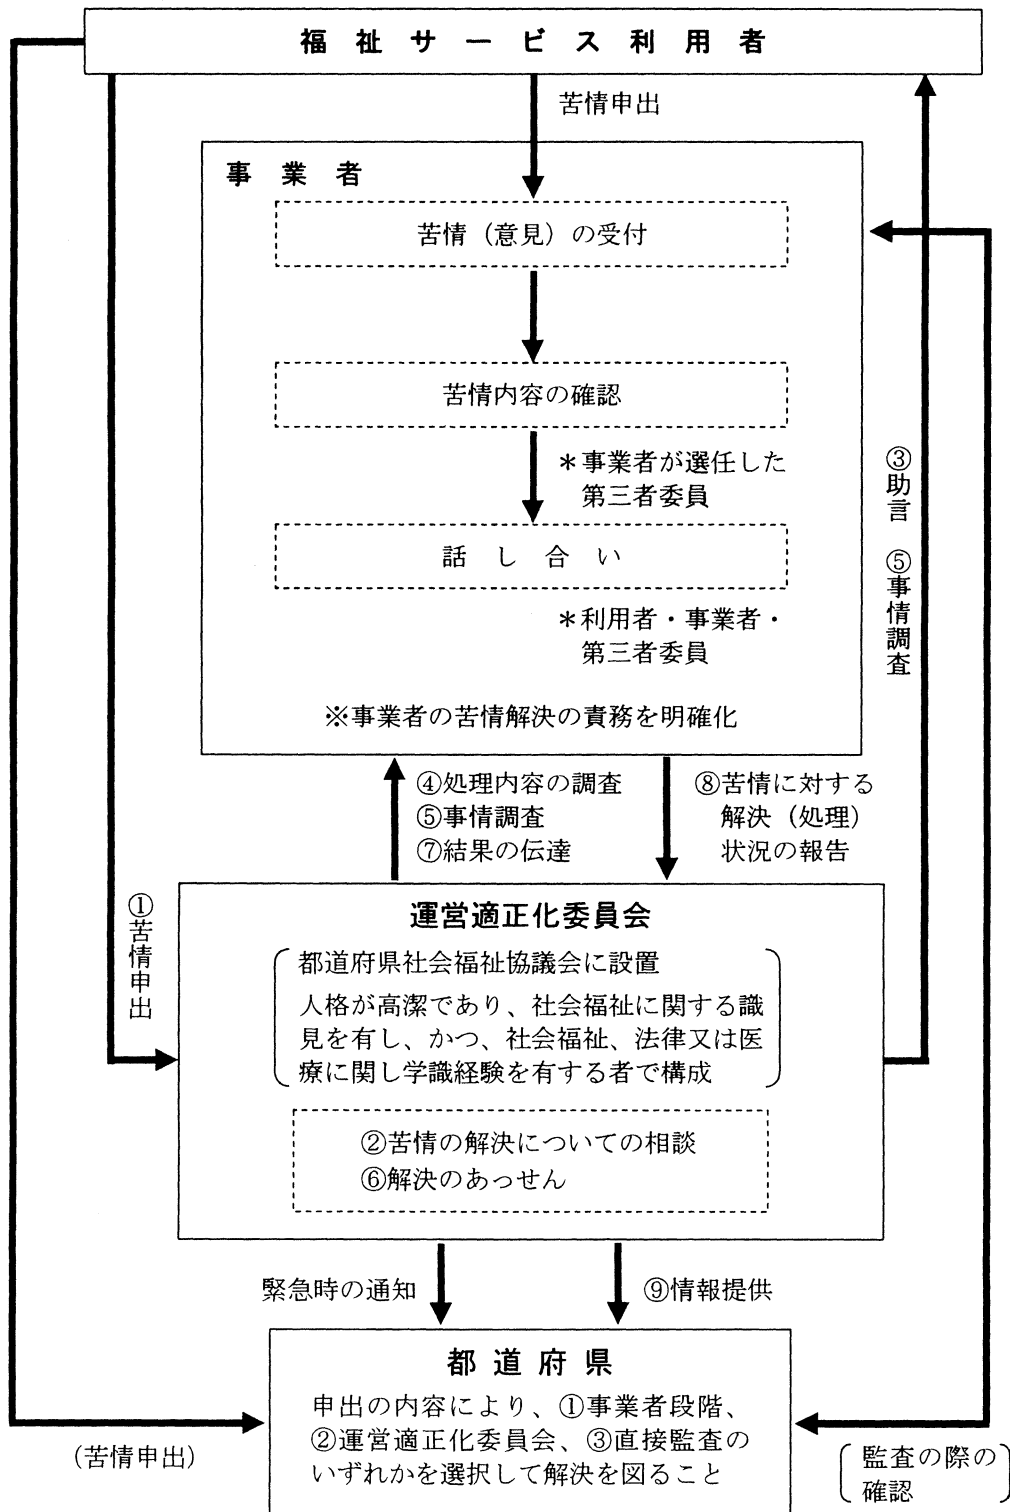 福祉サービス利用者
苦情申出
事業者
苦情（意見）の受付
苦情内容の確認
＊事業者が選任した
第三者委員
話し合い
＊利用者・事業者・
第三者委員
※事業者の苦情解決の責務を明確化
③助言　⑤事情調査
④処理内容の調査
⑤事情調査
⑦結果の伝達
⑧苦情に対する
解決（処理）
状況の報告
①苦情申出
運営適正化委員会
都道府県社会福祉協議会に設置
人格が高潔であり、社会福祉に関する識
見を有し、かつ、社会福祉、法律又は医
療に関し学識経験を有する者で構成
②苦情の解決についての相談
⑥解決のあっせん
緊急時の通知
⑨情報提供
都道府県
申出の内容により、①事業者段階、
②運営適正化委員会、③直接監査の
いずれかを選択して解決を図ること
(苦情申出)
監査の際の
確認